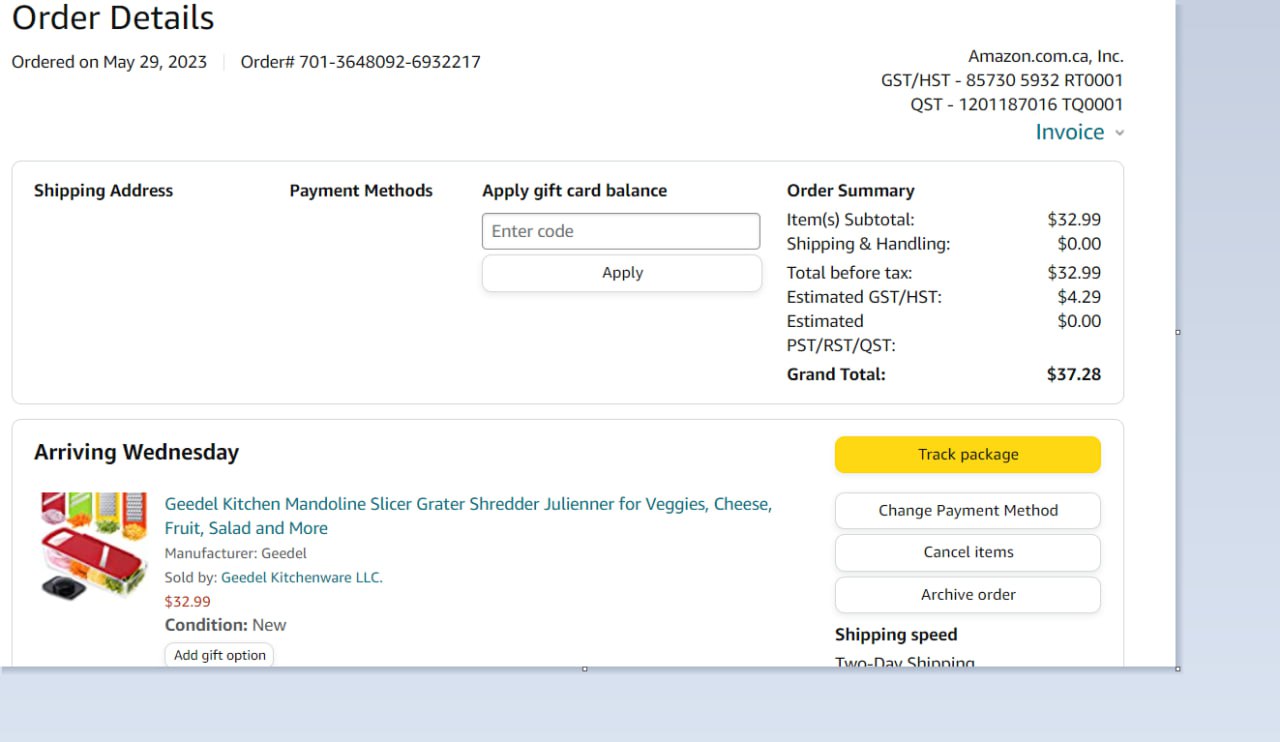 Order Details
Ordered on May 29, 2023
Order# 701-3648092-6932217
Amazon.com.ca, Inc.
GST/HST - 85730 5932 RT0001
QST - 1201187016 TQ0001
Invoice
Shipping Address
Payment Methods
Apply gift card balance
Enter code
Apply
Order Summary
Item(s) Subtotal: $32.99
Shipping & Handling: $0.00
Total before tax: $32.99
Estimated GST/HST: $4.29
Estimated $0.00
PST/RST/QST:
Grand Total: $37.28
Arriving Wednesday
Geedel Kitchen Mandoline Slicer Grater Shredder Julienner for Veggies, Cheese,
Fruit, Salad and More
Manufacturer: Geedel
Sold by: Geedel Kitchenware LLC.
$32.99
Condition: New
Add gift option
Track package
Change Payment Method
Cancel items
Archive order
Shipping speed
Two-Day Shipping